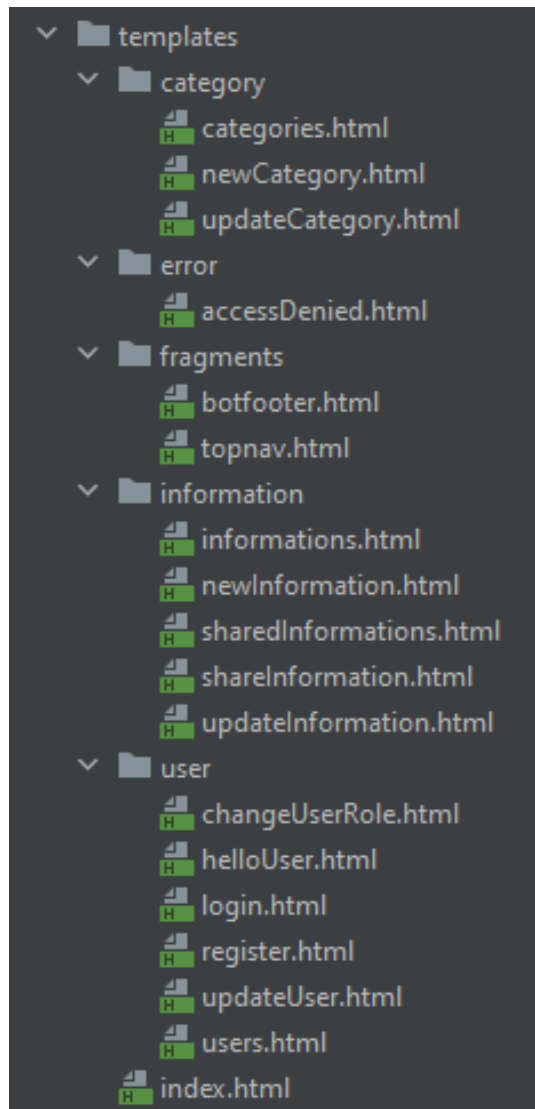 templates
category
categories.html
newCategory.html
updateCategory.html
error
accessDenied.html
fragments
botfooter.html
topnav.html
information
informations.html
newInformation.html
sharedInformations.html
shareInformation.html
updateInformation.html
user
changeUserRole.html
helloUser.html
login.html
register.html
updateUser.html
users.html
index.html